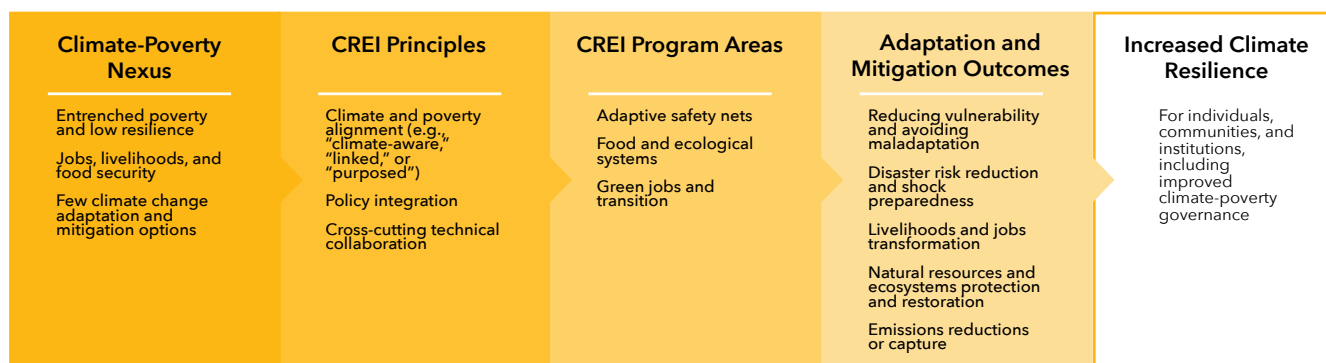 Climate-Poverty
Nexus
Entrenched poverty
and low resilience
Jobs, livelihoods, and
food security
Few climate change
adaptation and
mitigation options
CREI Principles
Climate and poverty
alignment (e.g.,
“climate-aware,”
“linked,” or
“purposed”)
Policy integration
Cross-cutting technical
collaboration
CREI Program Areas
Adaptive safety nets
Food and ecological
systems
Green jobs and
transition
Adaptation and
Mitigation Outcomes
Reducing vulnerability
and avoiding
maladaptation
Disaster risk reduction
and shock
preparedness
Livelihoods and jobs
transformation
Natural resources and
ecosystems protection
and restoration
Emissions reductions
or capture
Increased Climate
Resilience
For individuals,
communities, and
institutions,
including
improved
climate-poverty
governance